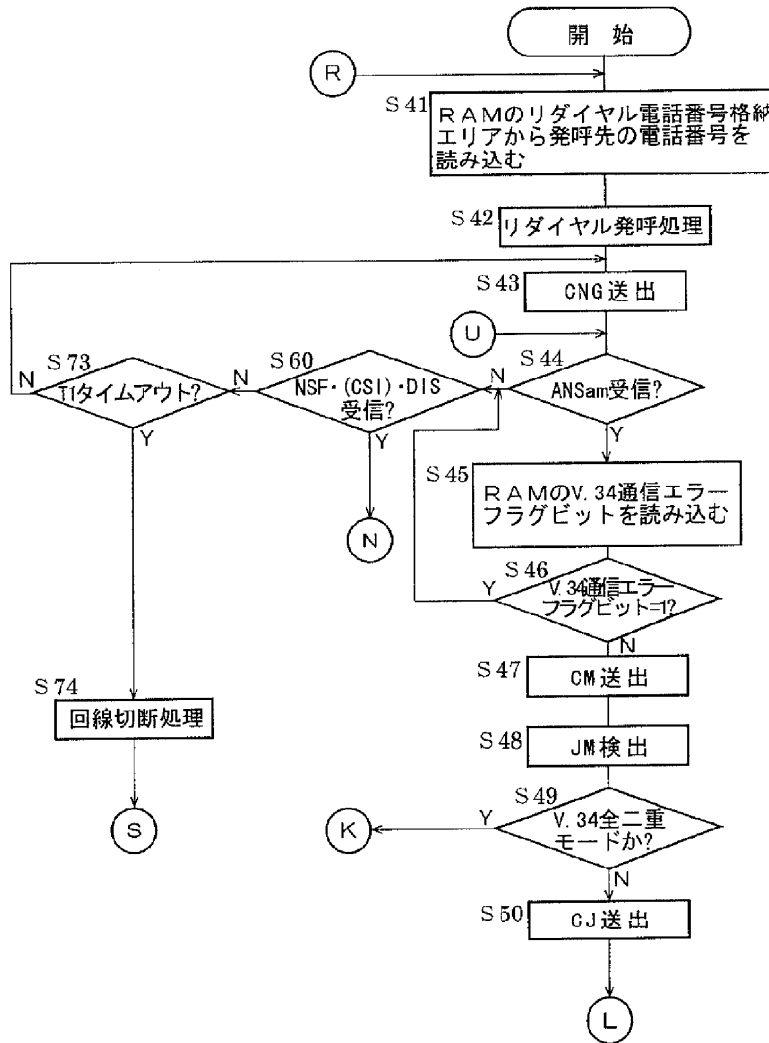 開 始
R
S41
RAMのリダイヤル電話番号格納
エリアから発呼先の電話番号を
読み込む
S42
リダイヤル発呼処理
S43
CNG送出
U
S44
ANSam受信?
N
Y
S60
NSF・(CSI)・DIS
受信?
N
Y
N
S73
T1タイムアウト?
N
Y
S45
RAMのV.34通信エラー
フラグビットを読み込む
S46
V.34通信エラー
フラグビット=1?
Y
N
S47
CM送出
S74
回線切断処理
S48
JM検出
S49
V.34全二重
モードか?
Y
N
S
K
S50
CJ送出
L